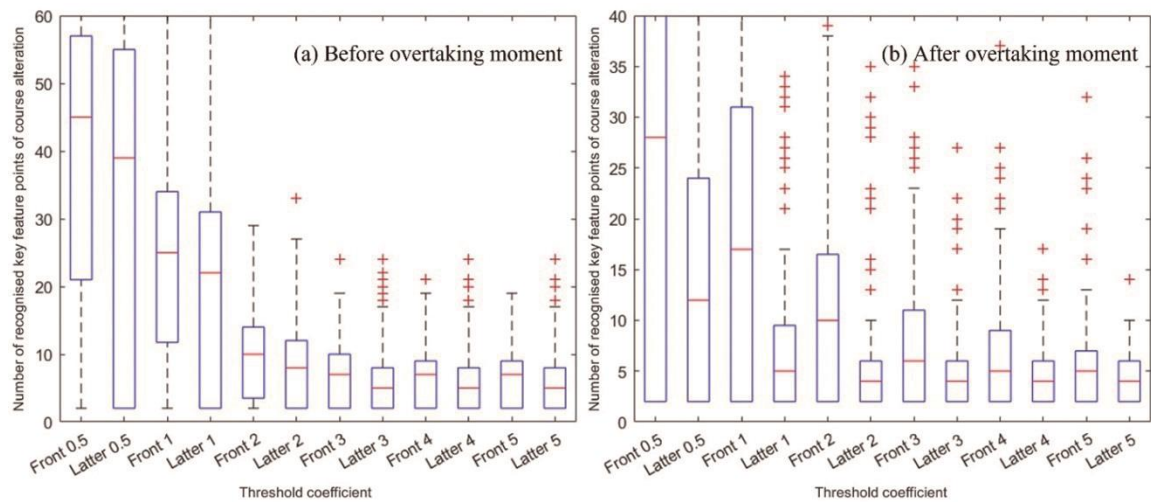 (a) Before overtaking moment
Number of recognised key feature points of course alteration
60
50
40
30
20
10
0
Front 0.5
Latter 0.5
Front 1
Latter 1
Front 2
Latter 2
Front 3
Latter 3
Front 4
Latter 4
Front 5
Latter 5
Threshold coefficient
(b) After overtaking moment
Number of recognised key feature points of course alteration
40
35
30
25
20
15
10
5
0
Front 0.5
Latter 0.5
Front 1
Latter 1
Front 2
Latter 2
Front 3
Latter 3
Front 4
Latter 4
Front 5
Latter 5
Threshold coefficient